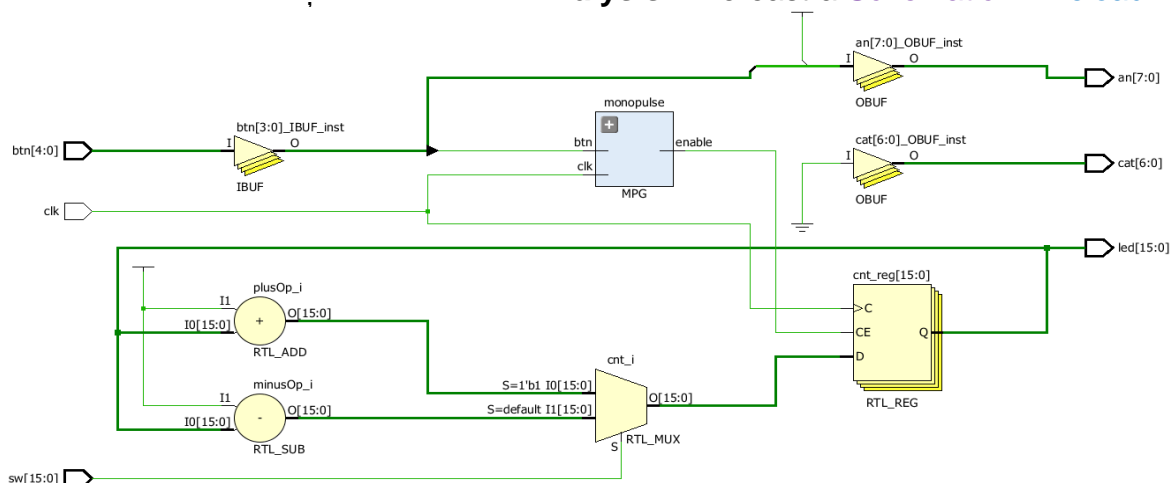 an[7:0]_OBUF_inst
I
O
an[7:0]
OBUF
monopulse
btn[3:0]_IBUF_inst
btn
enable
cat[6:0]_OBUF_inst
btn[4:0]
I
O
I
O
cat[6:0]
clk
IBUF
MPG
OBUF
clk
led[15:0]
cnt_reg[15:0]
plusOp_i
I1
O[15:0]
C
I0[15:0]
+
CE
Q
RTL_ADD
cnt_i
D
minusOp_i
S=1'b1 I0[15:0]
I1
O[15:0]
S=default I1[15:0]
O[15:0]
RTL_REG
I0[15:0]
-
RTL_MUX
RTL_SUB
S
sw[15:0]